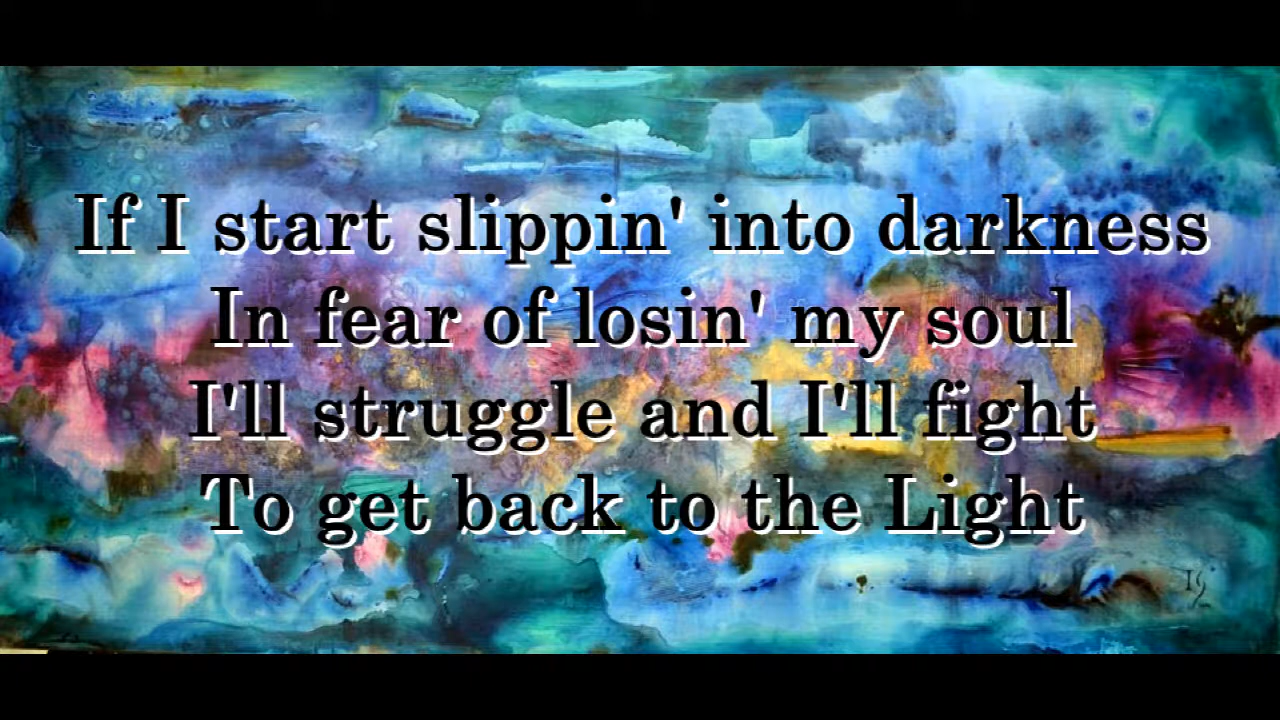 If I start slippin' into darkness
In fear of losin' my soul
I'll struggle and I'll fight
To get back to the Light